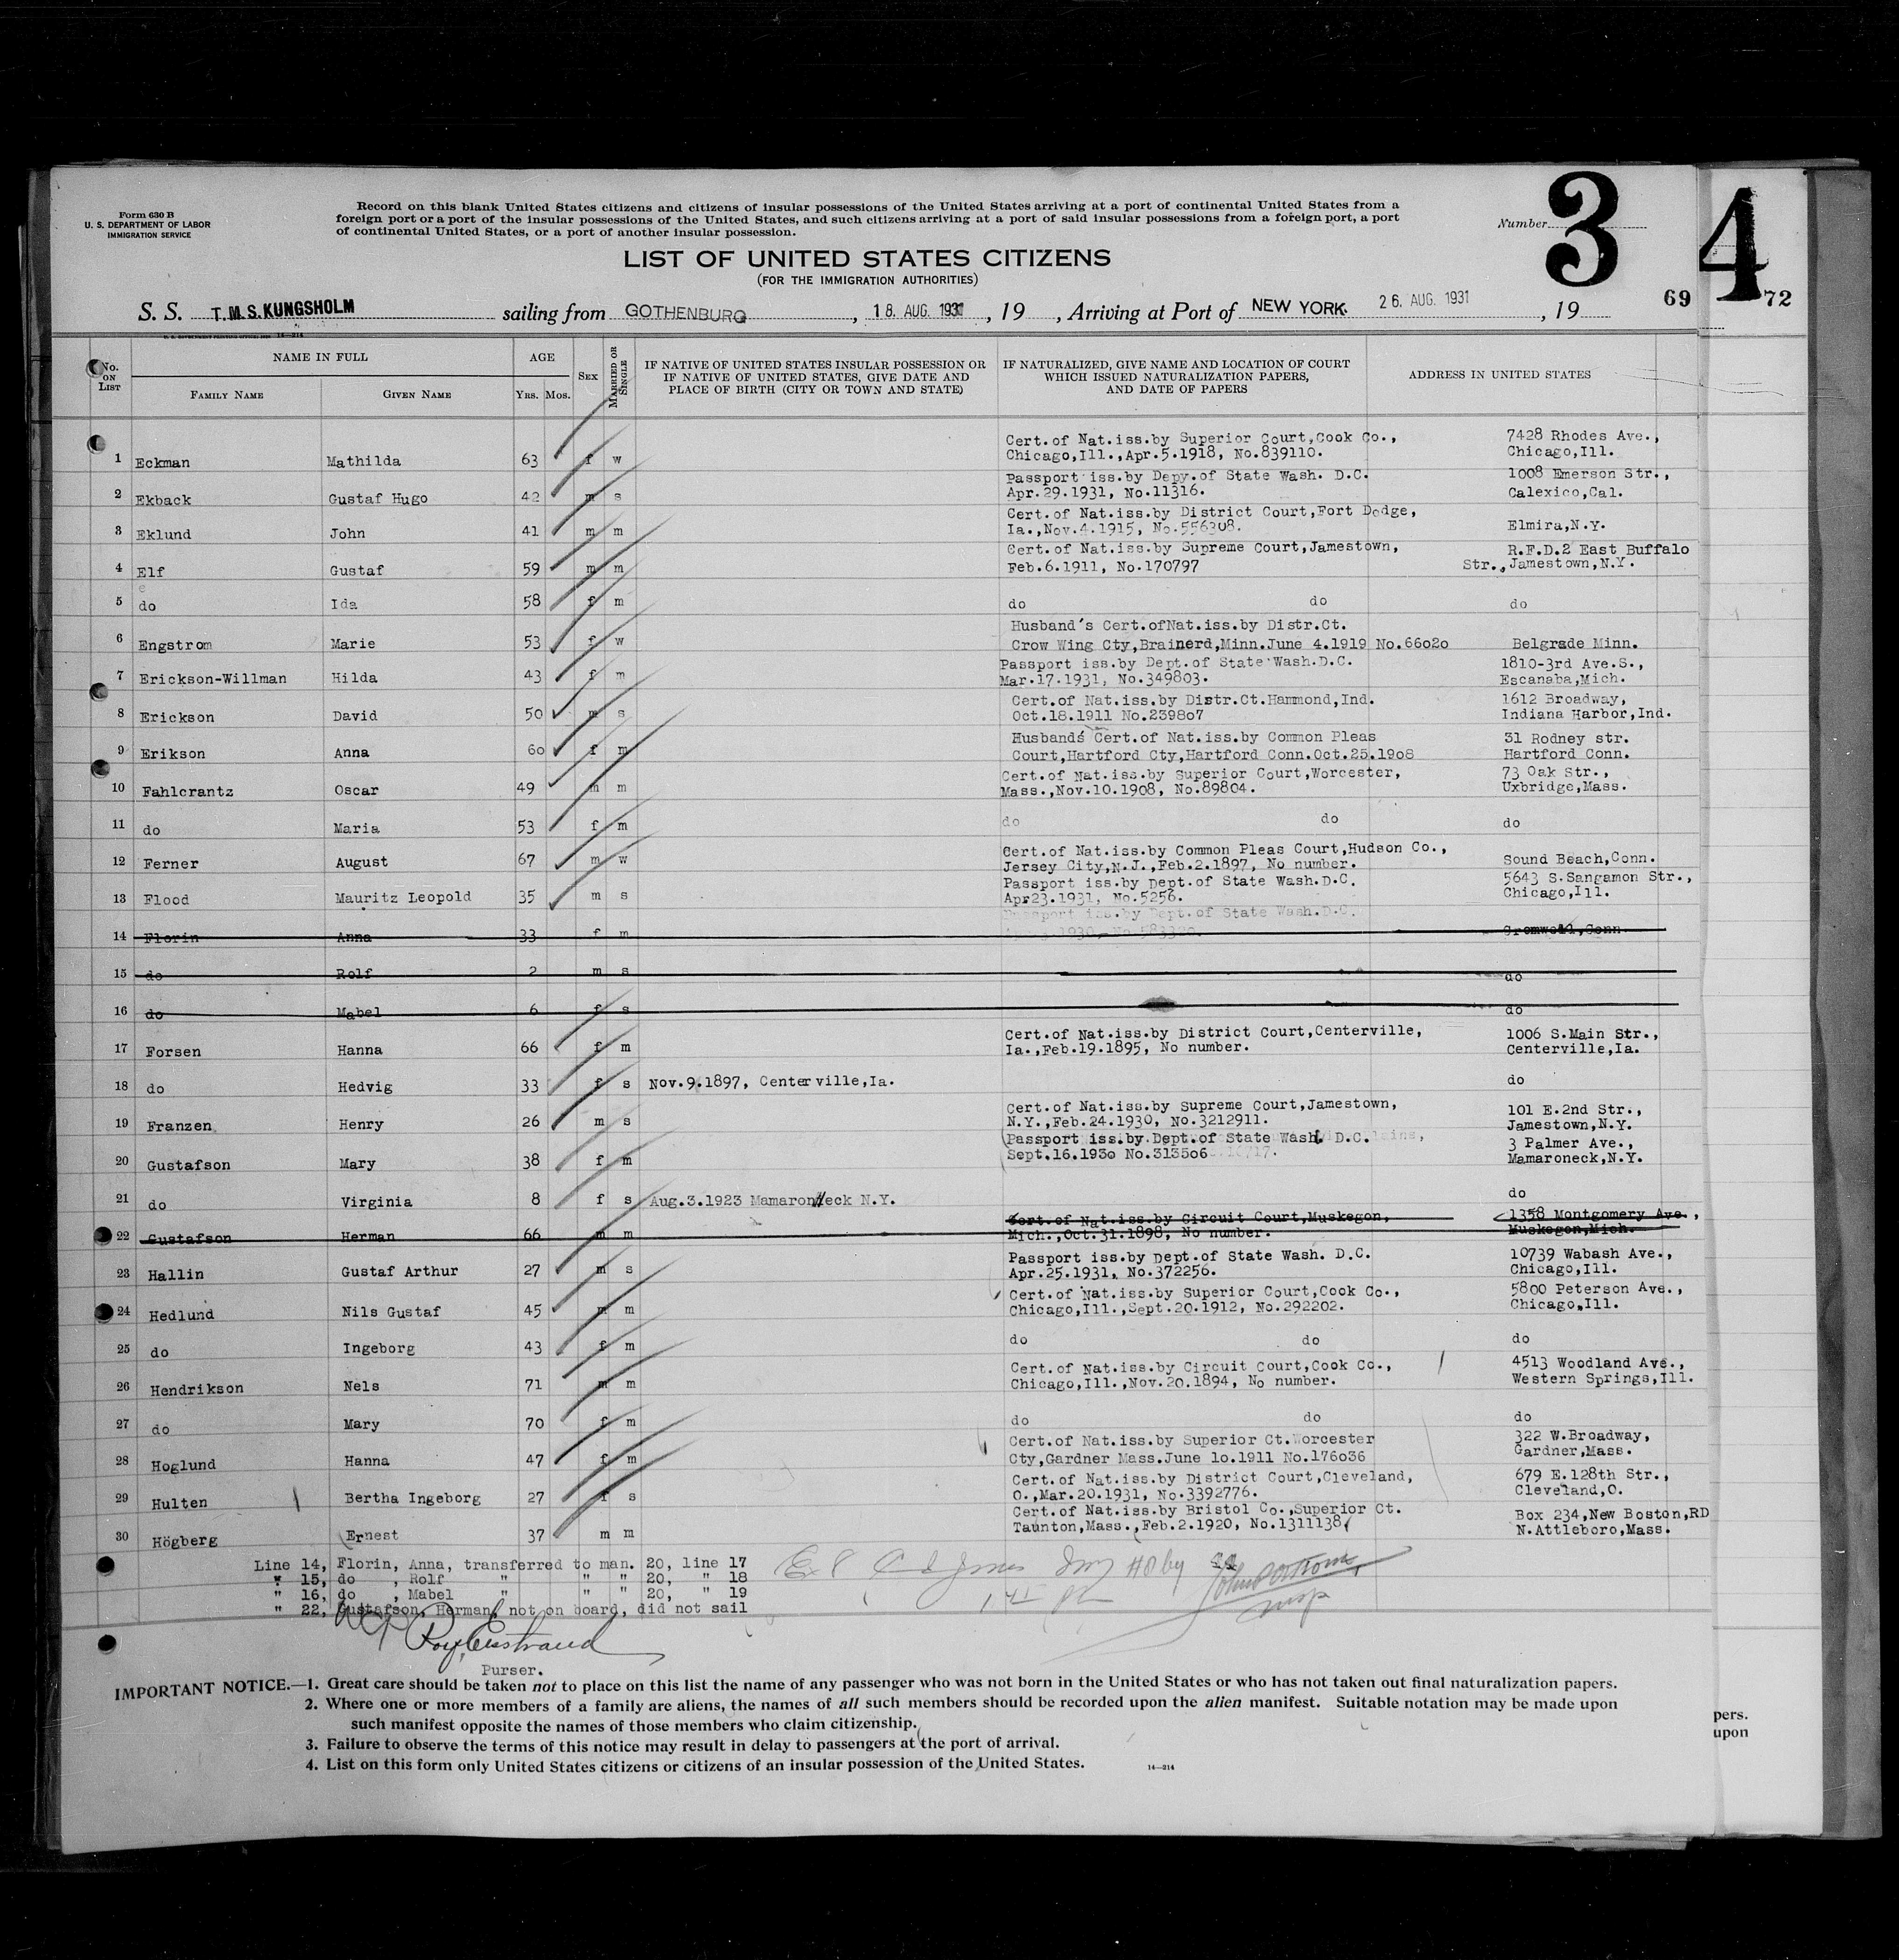 Form 630 B
U. S. DEPARTMENT OF LABOR
IMMIGRATION SERVICE
Record on this blank United States citizens and citizens of insular possessions of the United States arriving at a port of continental United States from a
foreign port or a port of the insular possessions of the United States, and such citizens arriving at a port of said insular possessions from a foreign port, a port
of continental United States, or a port of another insular possession.
Number 3
4
LIST OF UNITED STATES CITIZENS
(FOR THE IMMIGRATION AUTHORITIES)
69
72
S. S. T.M.S. KUNGSHOLM sailing from GOTHENBURG, 18. AUG. 1931, 19 , Arriving at Port of NEW YORK. 26. AUG. 1931, 19
No. ON LIST
NAME IN FULL
FAMILY NAME GIVEN NAME
AGE
YRS. MOS.
SEX
MARRIED OR SINGLE
IF NATIVE OF UNITED STATES INSULAR POSSESSION OR
IF NATIVE OF UNITED STATES, GIVE DATE AND
PLACE OF BIRTH (CITY OR TOWN AND STATE)
IF NATURALIZED, GIVE NAME AND LOCATION OF COURT
WHICH ISSUED NATURALIZATION PAPERS,
AND DATE OF PAPERS
ADDRESS IN UNITED STATES
Cert.of Nat.iss.by Superior Court,Cook Co., 7428 Rhodes Ave.,
1 Eckman Mathilda 63 f w Chicago,Ill.,Apr.5.1918, No.839110. Chicago,Ill.
Passport iss.by Depy.of State Wash. D.C. 1008 Emerson Str.,
2 Ekback Gustaf Hugo 42 m s Apr.29.1931, No.11316. Calexico,Cal.
Cert.of Nat.iss.by District Court,Fort Dodge,
3 Eklund John 41 m m Ia.,Nov.4.1915, No.556308. Elmira,N.Y.
Cert.of Nat.iss.by Supreme Court,Jamestown, R.F.D.2 East Buffalo
4 Elf Gustaf 59 m m Feb.6.1911, No.170797 Str., Jamestown,N.Y.
5 do Ida 58 f m do do do
Husband's Cert.ofNat.iss.by Distr.Ct.
6 Engstrom Marie 53 f w Crow Wing Cty,Brainerd,Minn.June 4.1919 No.66020 Belgrade Minn.
Passport iss.by Dept.of State Wash.D.C. 1810-3rd Ave.S.,
7 Erickson-Willman Hilda 43 f m Mar.17.1931, No.349803. Escanaba,Mich.
Cert.of Nat.iss.by Distr.Ct.Hammond,Ind. 1612 Broadway,
8 Erickson David 50 m s Oct.18.1911 No.239807 Indiana Harbor,Ind.
Husbands Cert.of Nat.iss.by Common Pleas 31 Rodney str.
9 Erikson Anna 60 f m Court,Hartford Cty,Hartford Conn.Oct.25.1908 Hartford Conn.
Cert.of Nat.iss.by Superior Court,Worcester, 73 Oak Str.,
10 Fahlcrantz Oscar 49 m m Mass.,Nov.10.1908, No.89804. Uxbridge,Mass.
11 do Maria 53 f m do do do
Cert.of Nat.iss.by Common Pleas Court,Hudson Co.,
12 Ferner August 67 m w Jersey City,N.J.,Feb.2.1897, No number. Sound Beach,Conn.
Passport iss.by Dept.of State Wash.D.C. 5643 S.Sangamon Str.,
13 Flood Mauritz Leopold 35 m s Apr23.1931, No.5256. Chicago,Ill.
Passport iss.by Dept.of State Wash.D.C.
14 Florin Anna 33 f m 1930, No. Cromwell,Conn.
15 do Rolf 2 m s do
16 do Mabel 6 f s do
Cert.of Nat.iss.by District Court,Centerville, 1006 S.Main Str.,
17 Forsen Hanna 66 f m Ia.,Feb.19.1895, No number. Centerville,Ia.
18 do Hedvig 33 f s Nov.9.1897, Centerville,Ia. do
Cert.of Nat.iss.by Supreme Court,Jamestown, 101 E.2nd Str.,
19 Franzen Henry 26 m s N.Y.,Feb.24.1930, No.3212911. Jamestown,N.Y.
Passport iss.by Dept.of State Wash. D.C. 3 Palmer Ave.,
20 Gustafson Mary 38 f m Sept.16.1930 No.313506 Mamaroneck,N.Y.
21 do Virginia 8 f s Aug.3.1923 Mamaroneck N.Y. do
Cert.of Nat.iss.by Circuit Court,Muskegon, 1358 Montgomery Ave.,
22 Gustafson Herman 66 m m Mich.,Oct.31.1898, No number. Muskegon,Mich.
Passport iss.by Dept.of State Wash. D.C. 10739 Wabash Ave.,
23 Hallin Gustaf Arthur 27 m s Apr.25.1931, No.372256. Chicago,Ill.
Cert.of Nat.iss.by Superior Court,Cook Co., 5800 Peterson Ave.,
24 Hedlund Nils Gustaf 45 m m Chicago,Ill.,Sept.20.1912, No.292202. Chicago,Ill.
25 do Ingeborg 43 f m do do do
Cert.of Nat.iss.by Circuit Court,Cook Co., 4513 Woodland Ave.,
26 Hendrikson Nels 71 m m Chicago,Ill.,Nov.20.1894, No number. Western Springs,Ill.
27 do Mary 70 f m do do do
Cert.of Nat.iss.by Superior Ct.Worcester 322 W.Broadway,
28 Hoglund Hanna 47 f m Cty,Gardner Mass.June 10.1911 No.176036 Gardner,Mass.
Cert.of Nat.iss.by District Court,Cleveland, 679 E.128th Str.,
29 Hulten Bertha Ingeborg 27 f s O.,Mar.20.1931, No.3392776. Cleveland,O.
Cert.of Nat.iss.by Bristol Co.,Superior Ct. Box 234,New Boston,RD
30 Högberg Ernest 37 m m Taunton,Mass.,Feb.2.1920, No.1311138 N.Attleboro,Mass.
Line 14, Florin, Anna, transferred to man. 20, line 17
" 15, do , Rolf " " " 20, " 18
" 16, do , Mabel " " " 20, " 19
" 22, Gustafson, Herman, not on board, did not sail
Purser.
IMPORTANT NOTICE.—1. Great care should be taken not to place on this list the name of any passenger who was not born in the United States or who has not taken out final naturalization papers.
2. Where one or more members of a family are aliens, the names of all such members should be recorded upon the alien manifest. Suitable notation may be made upon
such manifest opposite the names of those members who claim citizenship.
3. Failure to observe the terms of this notice may result in delay to passengers at the port of arrival.
4. List on this form only United States citizens or citizens of an insular possession of the United States.
14—214
pers.
upon